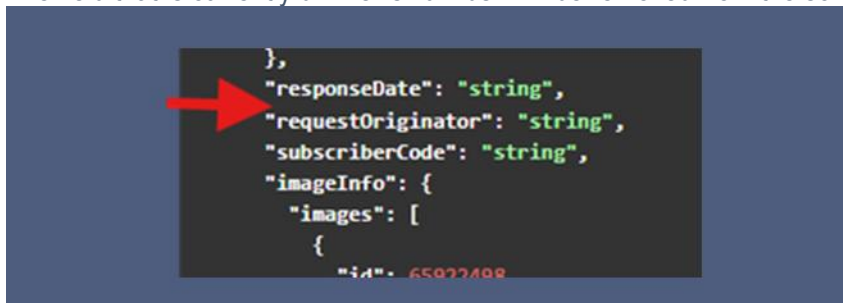 },
"responseDate": "string",
"requestOriginator": "string",
"subscriberCode": "string",
"imageInfo": {
"images": [
{
"id": 65922498